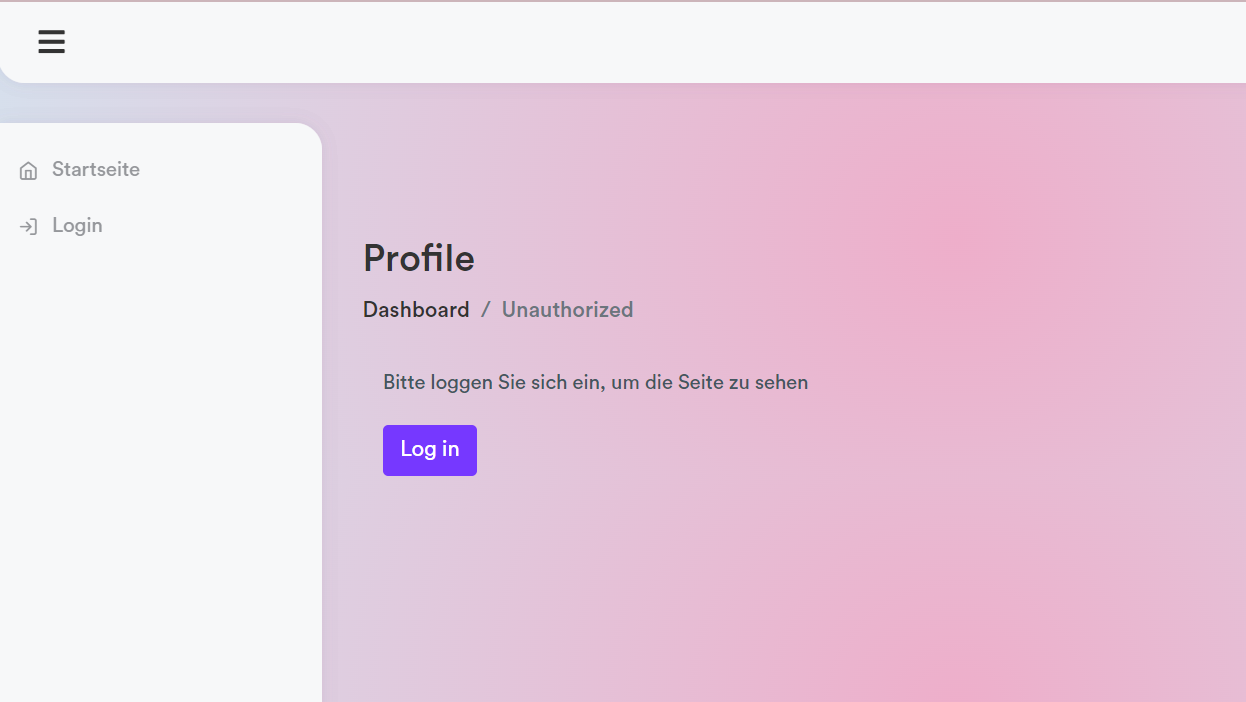 Startseite
Login
Profile
Dashboard / Unauthorized
Bitte loggen Sie sich ein, um die Seite zu sehen
Log in